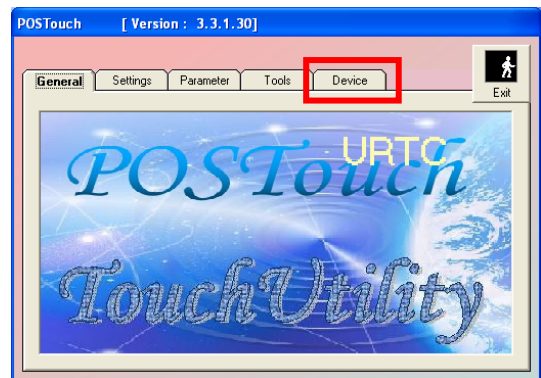 POSTouch [ Version : 3.3.1.30]
General Settings Parameter Tools Device
Exit
POSTouch
URTC
TouchUtility